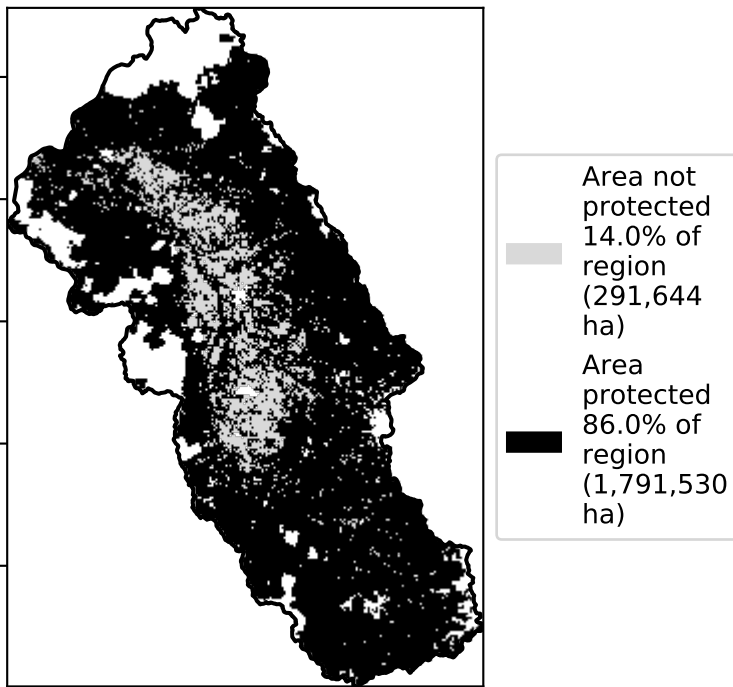 Area not
protected
14.0% of
region
(291,644
ha)
Area
protected
86.0% of
region
(1,791,530
ha)